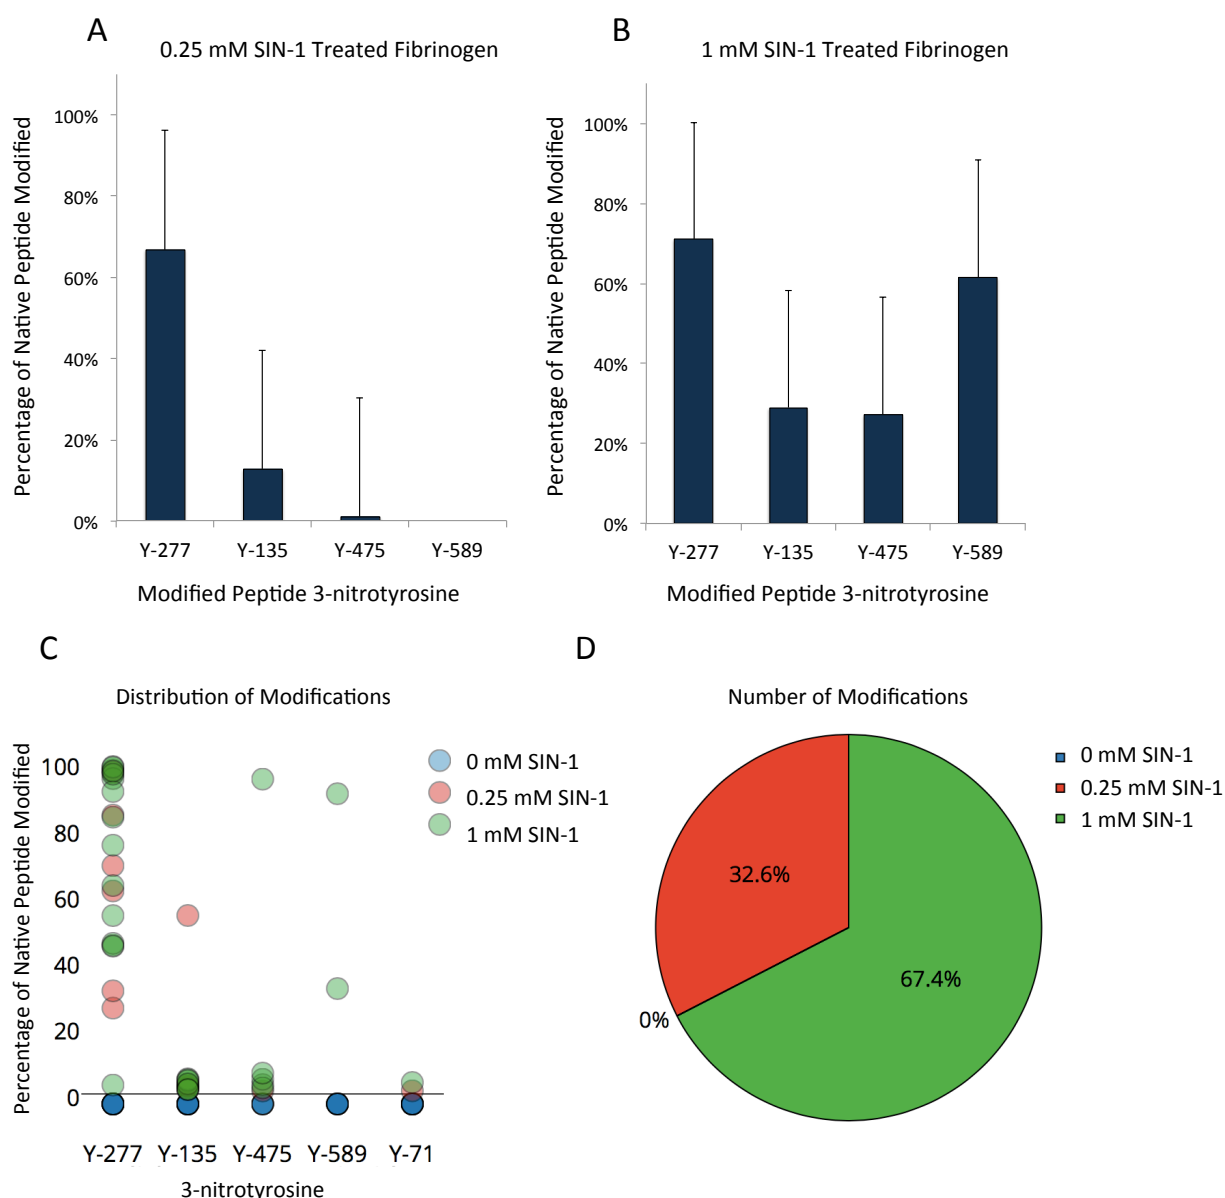 A
0.25 mM SIN-1 Treated Fibrinogen
Percentage of Native Peptide Modified
100%
80%
60%
40%
20%
0%
Y-277 Y-135 Y-475 Y-589
Modified Peptide 3-nitrotyrosine
B
1 mM SIN-1 Treated Fibrinogen
Percentage of Native Peptide Modified
100%
80%
60%
40%
20%
0%
Y-277 Y-135 Y-475 Y-589
Modified Peptide 3-nitrotyrosine
C
Distribution of Modifications
Percentage of Native Peptide Modified
100
80
60
40
20
0
Y-277 Y-135 Y-475 Y-589 Y-71
3-nitrotyrosine
0 mM SIN-1
0.25 mM SIN-1
1 mM SIN-1
D
Number of Modifications
32.6%
67.4%
0%
0 mM SIN-1
0.25 mM SIN-1
1 mM SIN-1